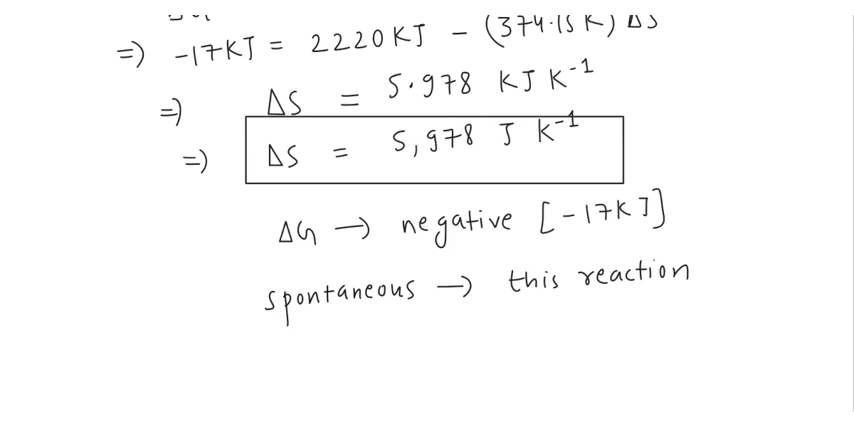 => -17KJ = 2220KJ - (374.15K) ΔS
=> ΔS = 5.978 KJ K⁻¹
=> ΔS = 5,978 J K⁻¹
ΔG → negative [-17KJ]
spontaneous → this reaction